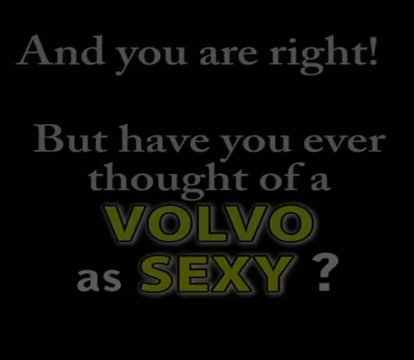 And you are right!
But have you ever
thought of a
VOLVO
as SEXY ?